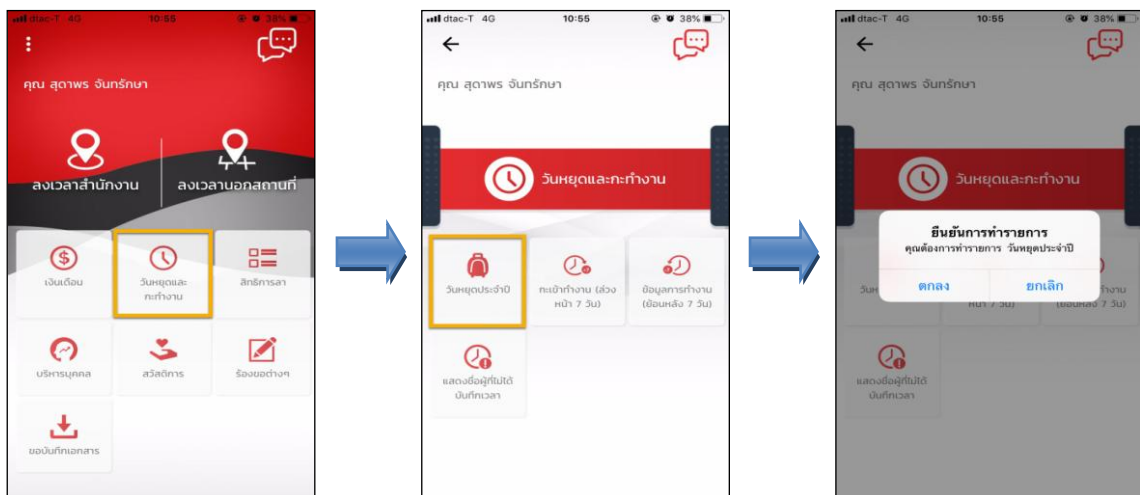 dtac-T 4G 10:55 38%
คุณ สุดาพร จันทรักษา
ลงเวลาสำนักงาน
ลงเวลานอกสถานที่
เงินเดือน
วันหยุดและ
กะทำงาน
สิทธิการลา
บริหารบุคคล
สวัสดิการ
ร้องขอต่างๆ
ขอบันทึกเอกสาร
dtac-T 4G 10:55 38%
คุณ สุดาพร จันทรักษา
วันหยุดและกะทำงาน
วันหยุดประจำปี
กะเข้าทำงาน (ล่วง
หน้า 7 วัน)
ข้อมูลการทำงาน
(ย้อนหลัง 7 วัน)
แสดงชื่อผู้ที่ไม่ได้
บันทึกเวลา
dtac-T 4G 10:55 38%
คุณ สุดาพร จันทรักษา
วันหยุดและกะทำงาน
ยืนยันการทำรายการ
คุณต้องการทำรายการ วันหยุดประจำปี
ตกลง
ยกเลิก
หน้า 7 วัน)
(ย้อนหลัง 7 วัน)
แสดงชื่อผู้ที่ไม่ได้
บันทึกเวลา